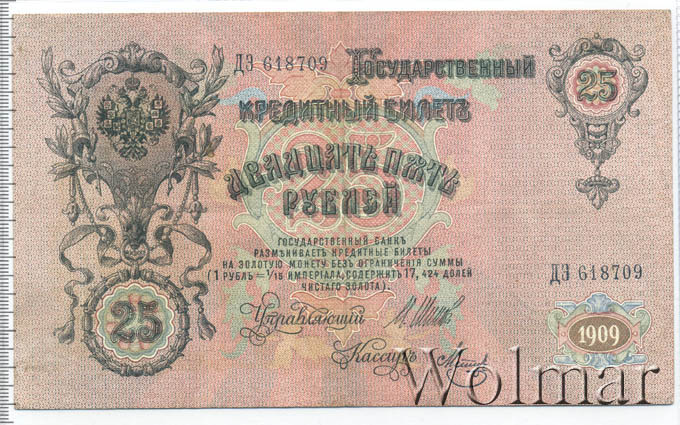 ДЭ 618709
Государственный
25
Кредитный Билетъ
25
Двадцать пять
рублей
ГОСУДАРСТВЕННЫЙ БАНКЪ
РАЗМѢНИВАЕТЪ КРЕДИТНЫЕ БИЛЕТЫ
НА ЗОЛОТУЮ МОНЕТУ БЕЗЪ ОГРАНИЧЕНІЯ СУММЫ
(1 РУБЛЬ = 1/15 ИМПЕРІАЛА, СОДЕРЖИТЪ 17,424 ДОЛЕЙ
ЧИСТАГО ЗОЛОТА).
ДЭ 618709
25
Управляющій
Кассиръ
1909
Wolmar